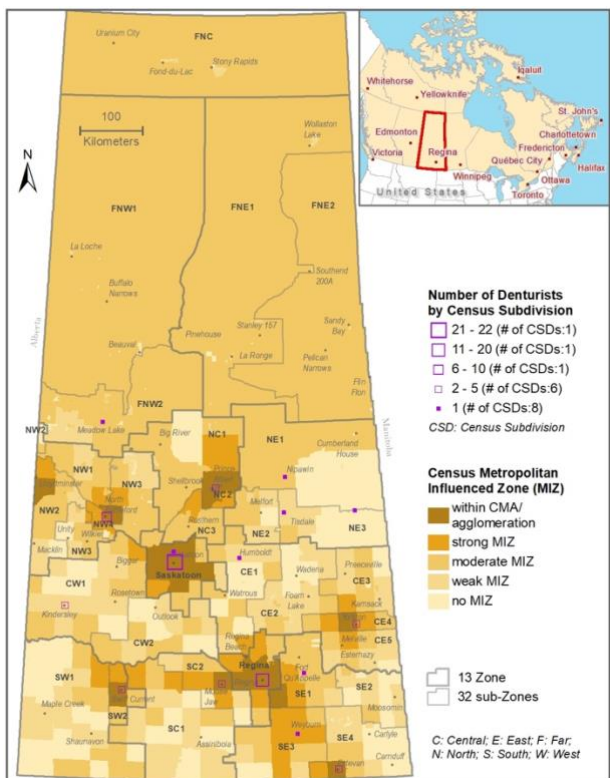 FNC
Uranium City
Fond-du-Lac
Stony Rapids
100
Kilometers
N
Wollaston
Lake
FNW1
FNE1
FNE2
La Loche
Buffalo
Narrows
Southend
200A
Alberta
Beauval
Pinehouse
Stanley 157
La Ronge
Sandy
Bay
Pelican
Narrows
Flin
Flon
Manitoba
FNW2
NW2
Meadow Lake
Big River
NC1
NE1
Cumberland
House
NW1
NW3
Shellbrook
Prince
NC2
Nipawin
North
NW2
NW3
Melfort
Tisdale
NE2
NE3
Unity
Wilkie
NC3
Macklin
NW3
Biggar
Saskatoon
Humboldt
CE1
Wadena
Preeceville
CW1
Rosetown
Watrous
Foam
Lake
CE3
Kamsack
Kindersley
Outlook
CE2
CE4
Melville
CE5
Esterhazy
CW2
Regina
Beach
SW1
SC2
Regina
Fort
Qu'Appelle
Maple Creek
Swift Current
Moose
Jaw
SE1
SE2
Moosomin
SW2
SC1
Weyburn
Shaunavon
Assiniboia
SE3
SE4
Carlyle
Carnduff
Estevan
Whitehorse
Yellowknife
Iqaluit
St. John's
Edmonton
Charlottetown
Regina
Fredericton
Victoria
Québec City
Halifax
Winnipeg
Ottawa
Toronto
United States
Number of Denturists
by Census Subdivision
21 - 22 (# of CSDs:1)
11 - 20 (# of CSDs:1)
6 - 10 (# of CSDs:1)
2 - 5 (# of CSDs:6)
1 (# of CSDs:8)
CSD: Census Subdivision
Census Metropolitan
Influenced Zone (MIZ)
within CMA/
agglomeration
strong MIZ
moderate MIZ
weak MIZ
no MIZ
13 Zone
32 sub-Zones
C: Central; E: East; F: Far;
N: North; S: South; W: West